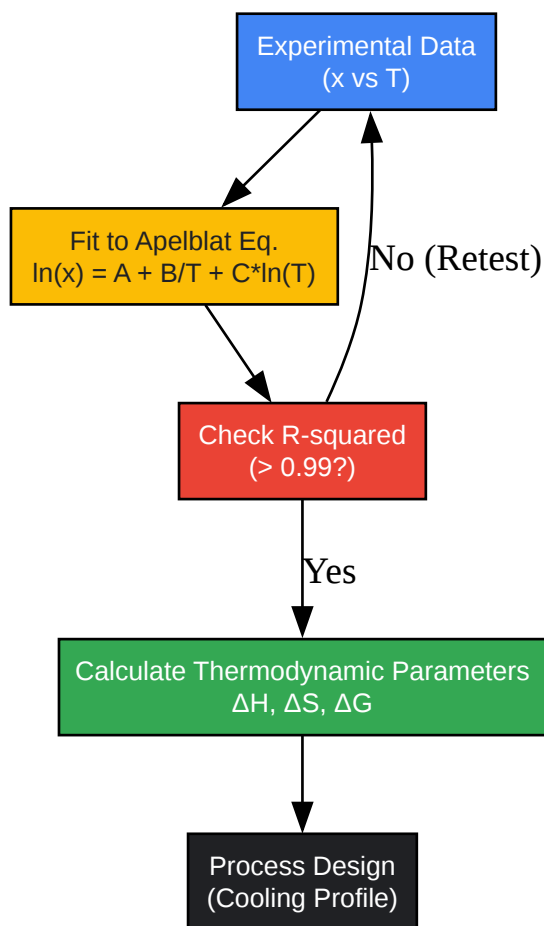 Experimental Data
(x vs T)
Fit to Apelblat Eq.
ln(x) = A + B/T + C*ln(T)
No (Retest)
Check R-squared
(> 0.99?)
Yes
Calculate Thermodynamic Parameters
ΔH, ΔS, ΔG
Process Design
(Cooling Profile)